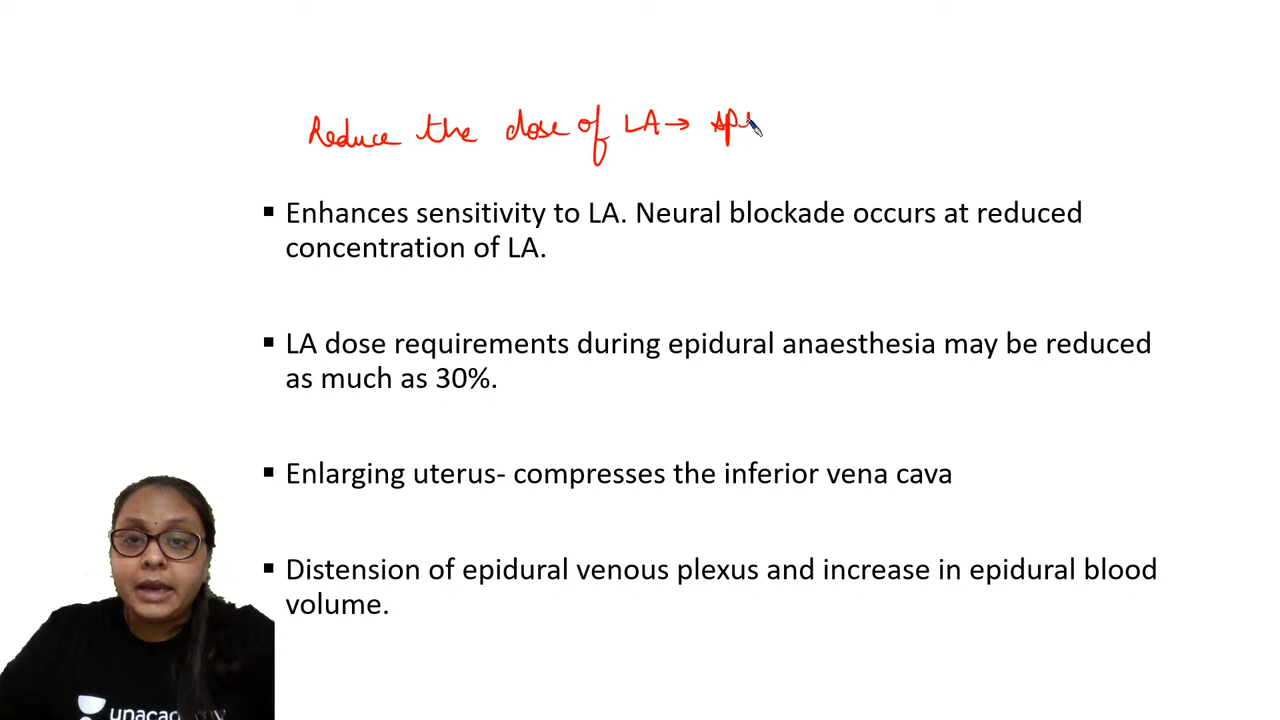 Reduce the dose of LA →
▪ Enhances sensitivity to LA. Neural blockade occurs at reduced
concentration of LA.
▪ LA dose requirements during epidural anaesthesia may be reduced
as much as 30%.
▪ Enlarging uterus- compresses the inferior vena cava
▪ Distension of epidural venous plexus and increase in epidural blood
volume.